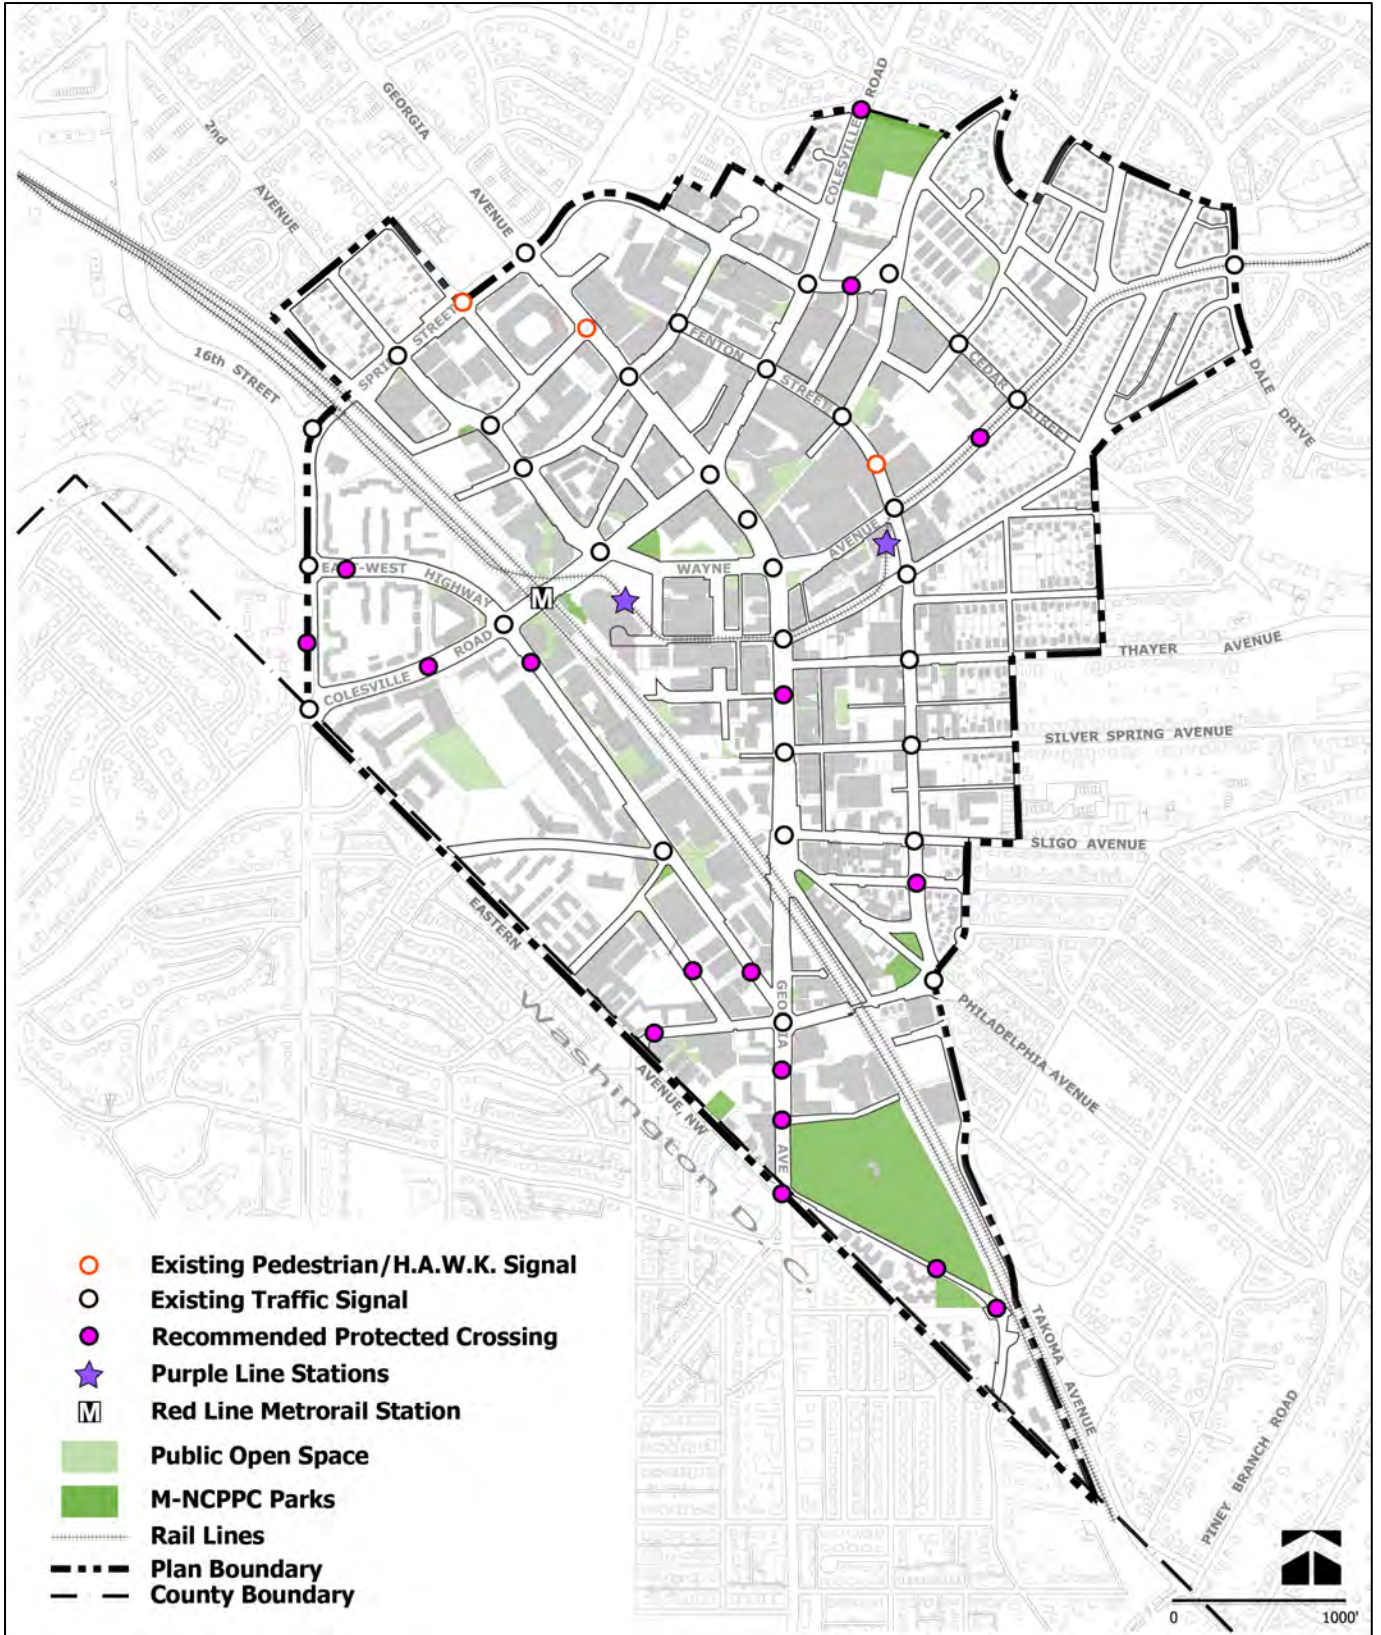 ROAD
COLESVILLE
GEORGIA
AVENUE
2nd
AVENUE
SPRING STREET
16th STREET
FENTON
STREET
CEDAR
STREET
DALE
DRIVE
EAST-WEST
HIGHWAY
WAYNE
AVENUE
COLESVILLE
ROAD
M
THAYER AVENUE
SILVER SPRING AVENUE
SLIGO AVENUE
EASTERN
AVENUE, NW
Washington D.C.
GEORGIA
AVE
PHILADELPHIA AVENUE
TAKOMA
AVENUE
PINEY BRANCH ROAD
Existing Pedestrian/H.A.W.K. Signal
Existing Traffic Signal
Recommended Protected Crossing
Purple Line Stations
M Red Line Metrorail Station
Public Open Space
M-NCPPC Parks
Rail Lines
Plan Boundary
County Boundary
0 1000'